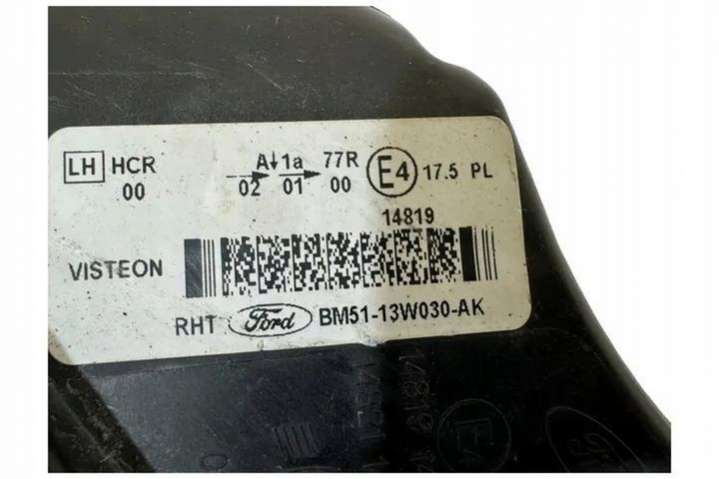 LH HCR A↓1a 77R E4 17.5 PL
00 02 01 00
14819
VISTEON
RHT Ford BM51-13W030-AK
14819